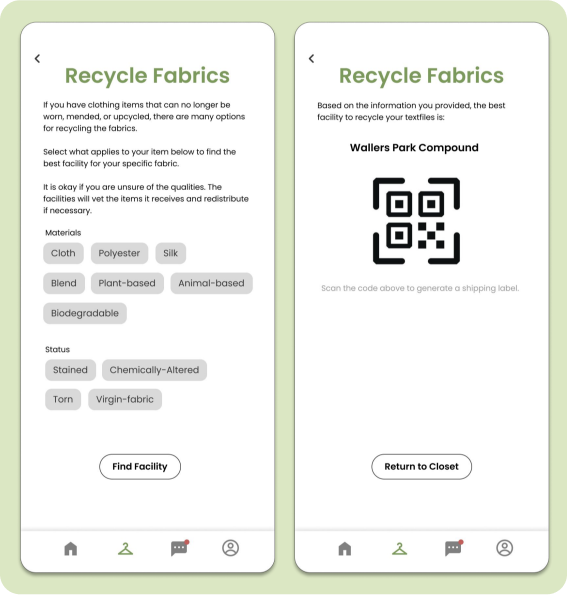 Recycle Fabrics
If you have clothing items that can no longer be
worn, mended, or upcycled, there are many options
for recycling the fabrics.
Select what applies to your item below to find the
best facility for your specific fabric.
It is okay if you are unsure of the qualities. The
facilities will vet the items it receives and redistribute
if necessary.
Materials
Cloth Polyester Silk
Blend Plant-based Animal-based
Biodegradable
Status
Stained Chemically-Altered
Torn Virgin-fabric
Find Facility
Recycle Fabrics
Based on the information you provided, the best
facility to recycle your textfiles is:
Wallers Park Compound
Scan the code above to generate a shipping label.
Return to Closet